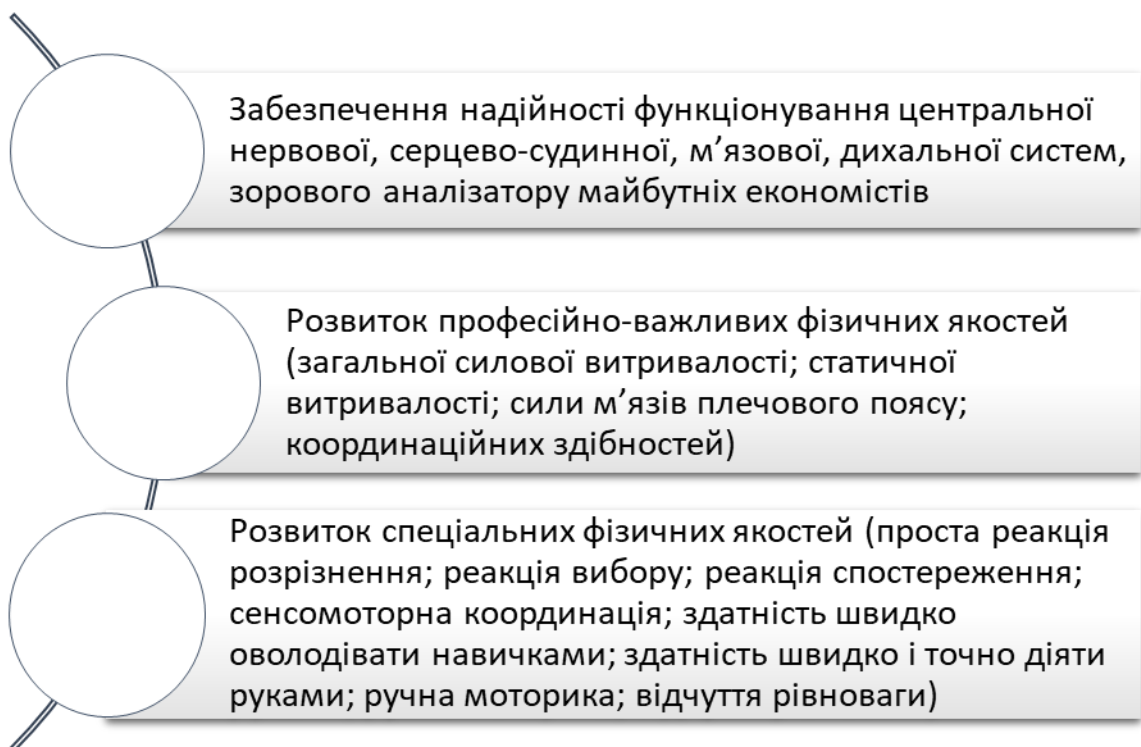 Забезпечення надійності функціонування центральної
нервової, серцево-судинної, м’язової, дихальної систем,
зорового аналізатору майбутніх економістів
Розвиток професійно-важливих фізичних якостей
(загальної силової витривалості; статичної
витривалості; сили м’язів плечового поясу;
координаційних здібностей)
Розвиток спеціальних фізичних якостей (проста реакція
розрізнення; реакція вибору; реакція спостереження;
сенсомоторна координація; здатність швидко
оволодівати навичками; здатність швидко і точно діяти
руками; ручна моторика; відчуття рівноваги)